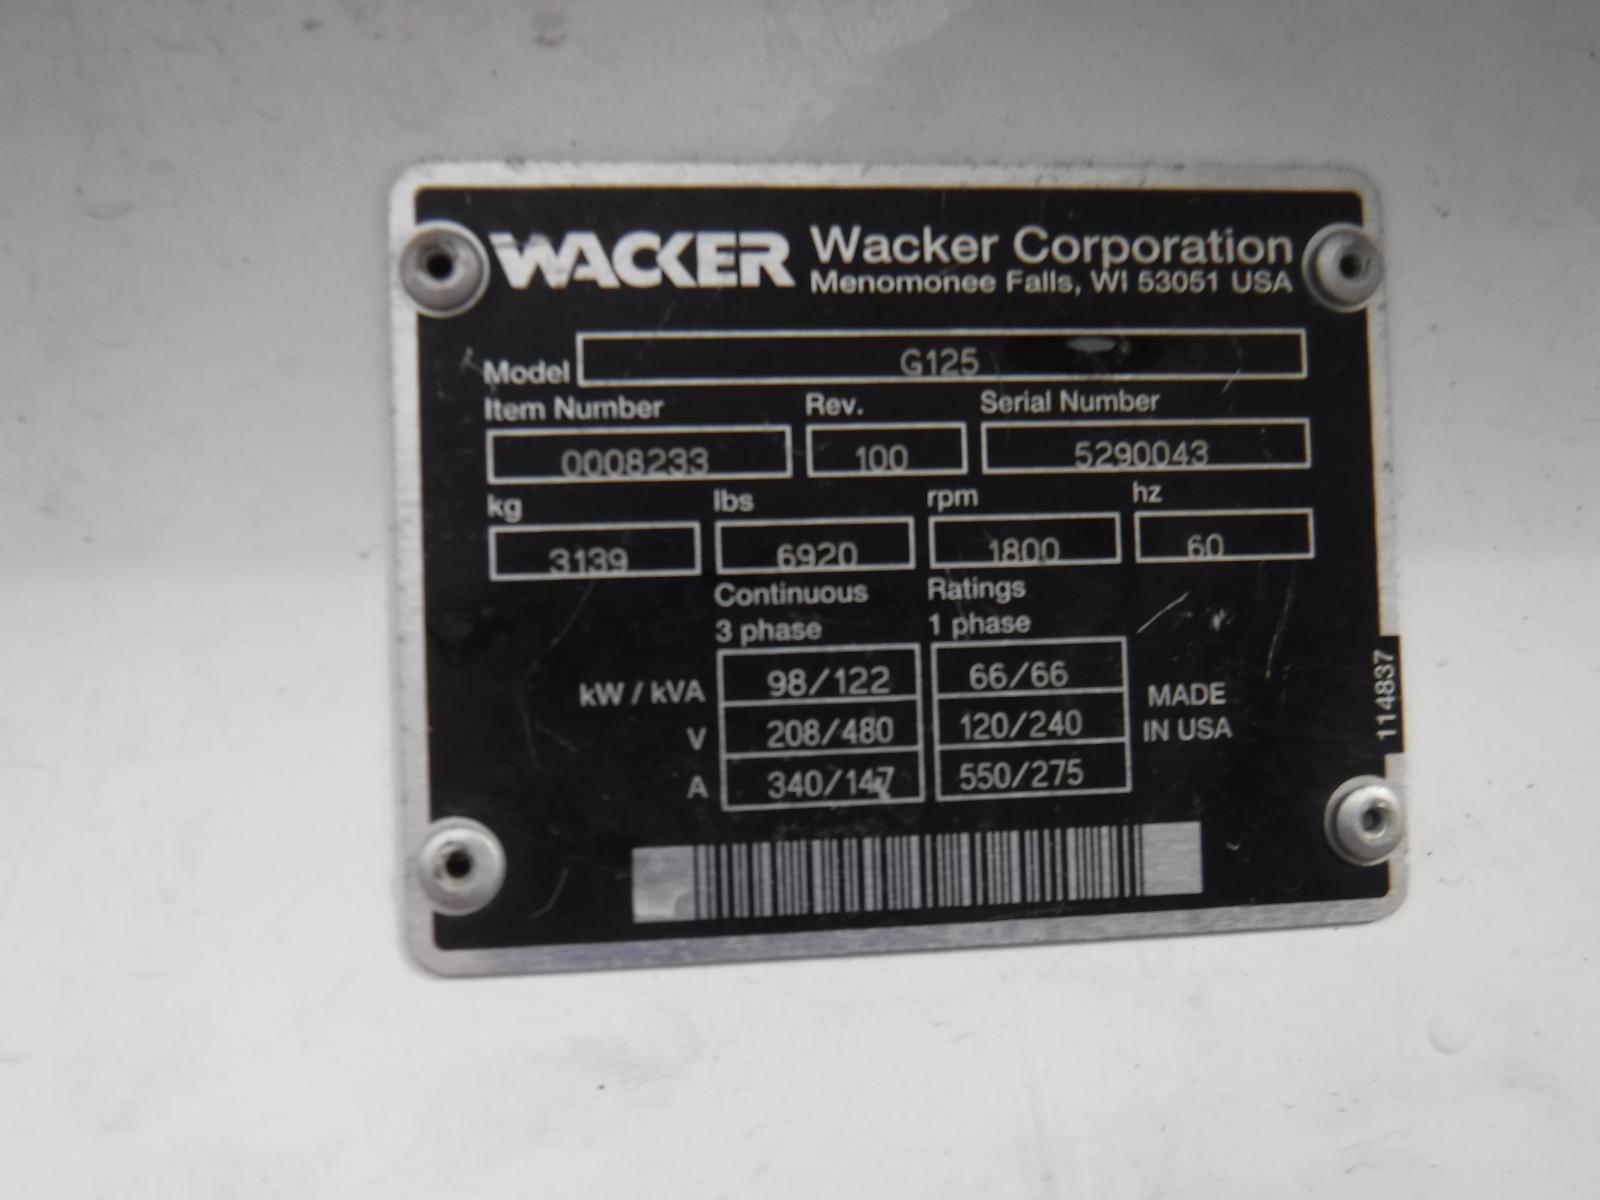 WACKER Wacker Corporation
Menomonee Falls, WI 53051 USA
Model G125
Item Number Rev. Serial Number
0008233 100 5290043
kg lbs rpm hz
3139 6920 1800 60
Continuous Ratings
3 phase 1 phase
kW / kVA 98/122 66/66
V 208/480 120/240
A 340/147 550/275
MADE
IN USA
114837